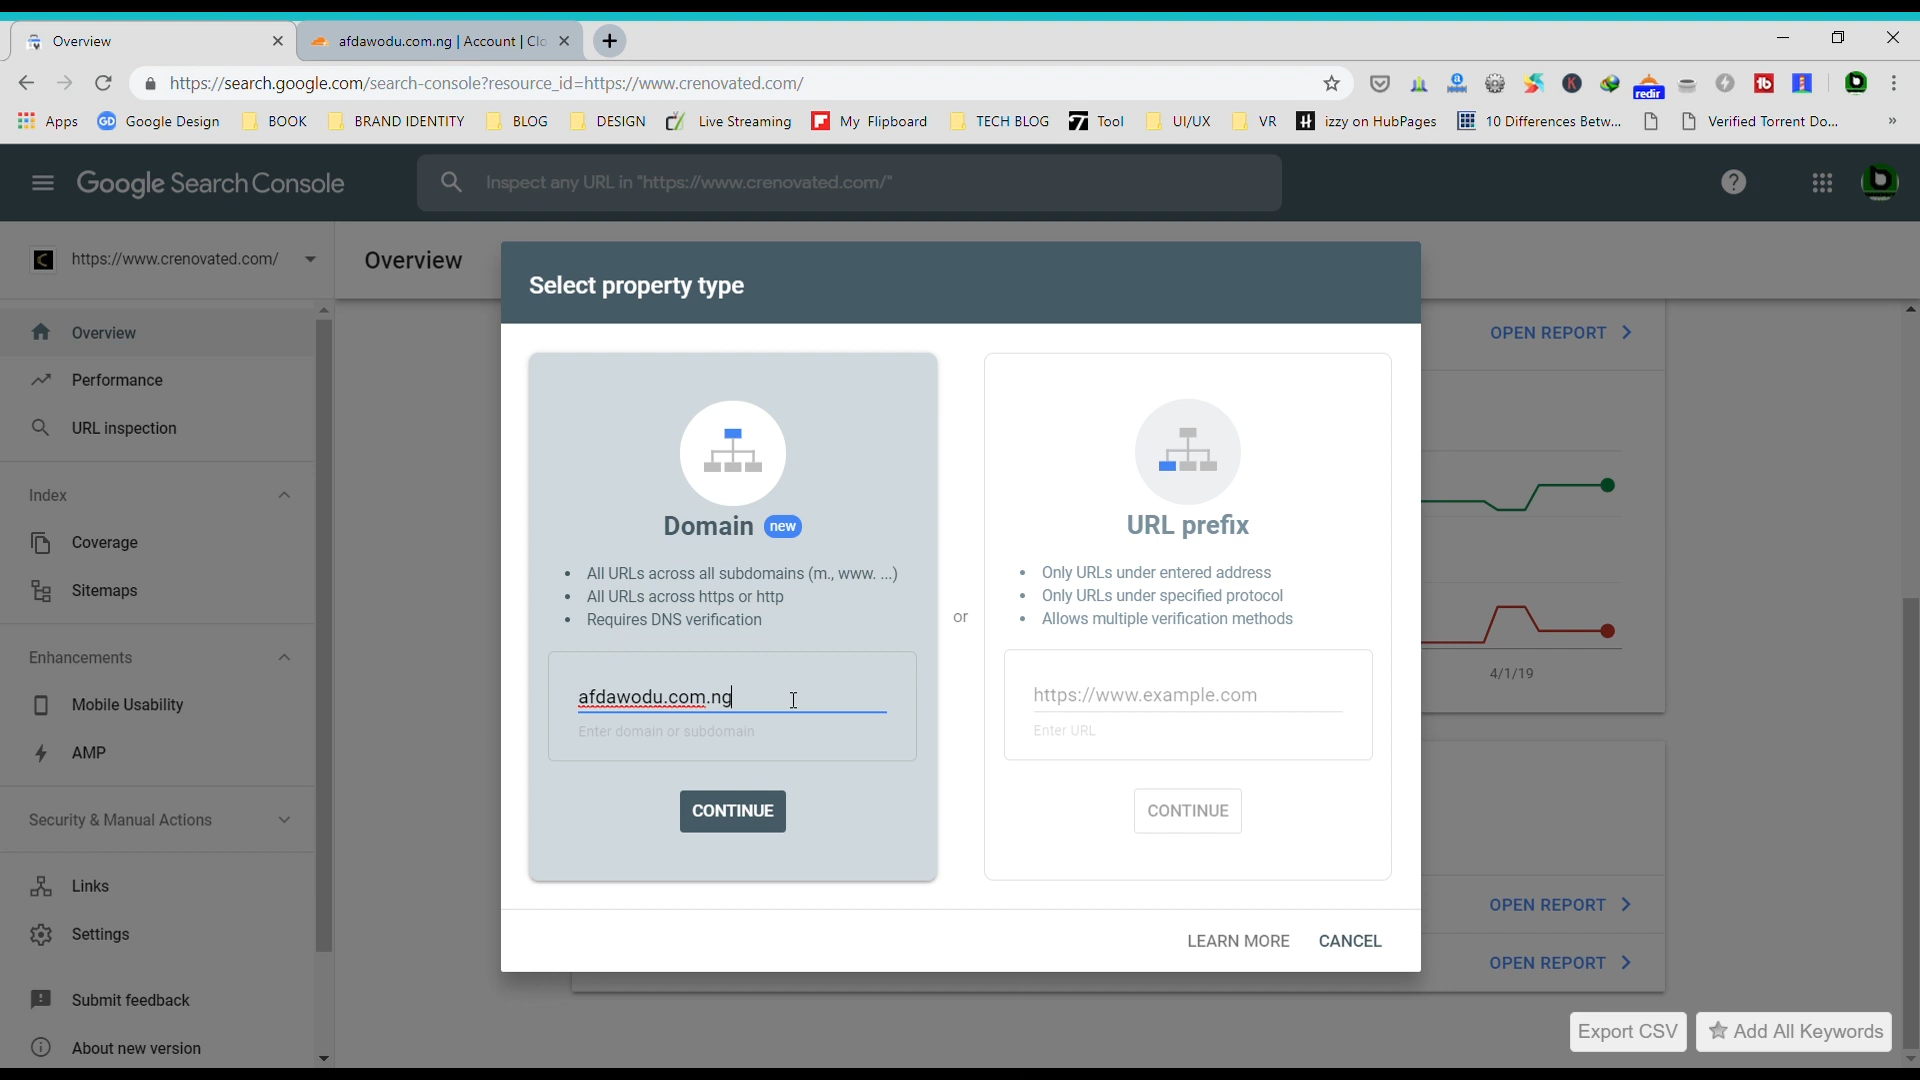 Overview
afdawodu.com.ng | Account | Clo
https://search.google.com/search-console?resource_id=https://www.crenovated.com/
redir
Apps
Google Design
BOOK
BRAND IDENTITY
BLOG
DESIGN
Live Streaming
My Flipboard
TECH BLOG
Tool
UI/UX
VR
izzy on HubPages
10 Differences Betw...
Verified Torrent Do...
»
Google Search Console
Inspect any URL in "https://www.crenovated.com/"
https://www.crenovated.com/
Overview
Overview
Performance
URL inspection
Index
Coverage
Sitemaps
Enhancements
Mobile Usability
AMP
Security & Manual Actions
Links
Settings
Submit feedback
About new version
Select property type
Domain new
• All URLs across all subdomains (m., www. ...)
• All URLs across https or http
• Requires DNS verification
afdawodu.com.ng
Enter domain or subdomain
CONTINUE
or
URL prefix
• Only URLs under entered address
• Only URLs under specified protocol
• Allows multiple verification methods
https://www.example.com
Enter URL
CONTINUE
LEARN MORE
CANCEL
OPEN REPORT
4/1/19
OPEN REPORT
OPEN REPORT
Export CSV
Add All Keywords